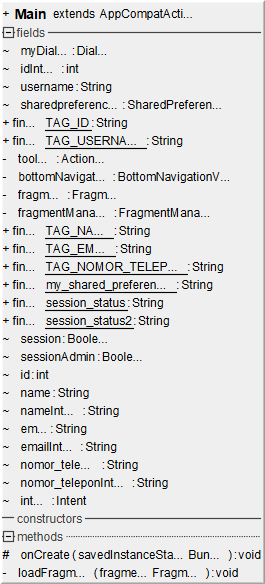 + Main extends AppCompatActi...
fields
~ myDial... : Dial...
~ idInt... : int
~ username : String
~ sharedpreferenc... : SharedPreferen...
+ fin... TAG_ID : String
+ fin... TAG_USERNA... : String
- tool... : Action...
- bottomNavigat... : BottomNavigationV...
- fragm... : Fragm...
- fragmentMana... : FragmentMana...
+ fin... TAG_NA... : String
+ fin... TAG_EM... : String
+ fin... TAG_NOMOR_TELEP... : String
+ fin... my_shared_preferen... : String
+ fin... session_status : String
+ fin... session_status2 : String
~ session : Boole...
~ sessionAdmin : Boole...
~ id : int
~ name : String
~ nameInt... : String
~ em... : String
~ emailInt... : String
~ nomor_tele... : String
~ nomor_teleponInt... : String
~ int... : Intent
constructors
methods
# onCreate ( savedInstanceSta... Bun... ) : void
- loadFragm... ( fragme... Fragm... ) : void